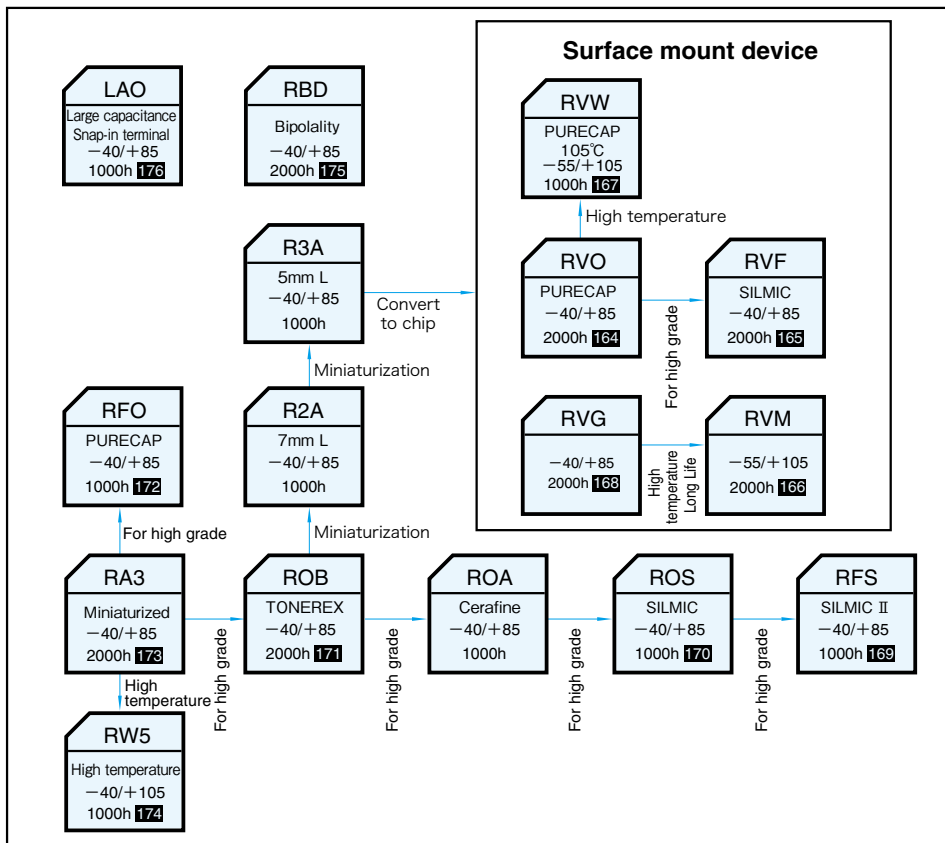 Surface mount device
LAO
Large capacitance
Snap-in terminal
−40/+85
1000h 176
RBD
Bipolality
−40/+85
2000h 175
RVW
PURECAP
105℃
−55/+105
1000h 167
High temperature
R3A
5mm L
−40/+85
1000h
Convert
to chip
RVO
PURECAP
−40/+85
2000h 164
For high grade
RVF
SILMIC
−40/+85
2000h 165
Miniaturization
RFO
PURECAP
−40/+85
1000h 172
R2A
7mm L
−40/+85
1000h
RVG
−40/+85
2000h 168
High
temperature
Long Life
RVM
−55/+105
2000h 166
For high grade
Miniaturization
RA3
Miniaturized
−40/+85
2000h 173
For high grade
ROB
TONEREX
−40/+85
2000h 171
For high grade
ROA
Cerafine
−40/+85
1000h
For high grade
ROS
SILMIC
−40/+85
1000h 170
For high grade
RFS
SILMIC II
−40/+85
1000h 169
High
temperature
RW5
High temperature
−40/+105
1000h 174